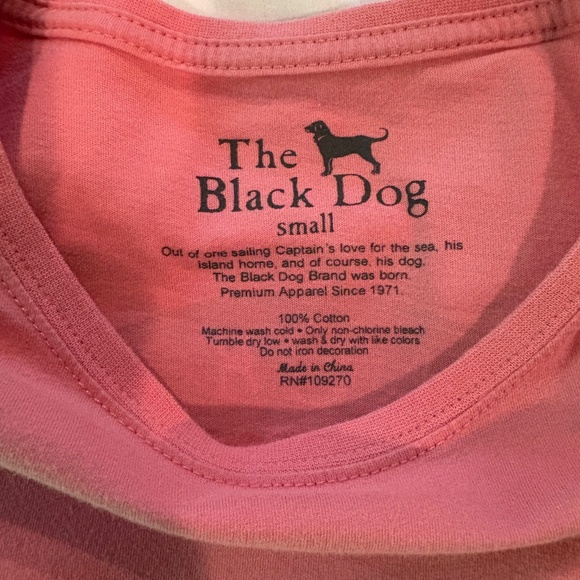 The
Black Dog
small
Out of one sailing Captain's love for the sea, his
island home, and of course, his dog.
The Black Dog Brand was born.
Premium Apparel Since 1971.
100% Cotton
Machine wash cold • Only non-chlorine bleach
Tumble dry low • wash & dry with like colors
Do not iron decoration
Made in China
RN#109270